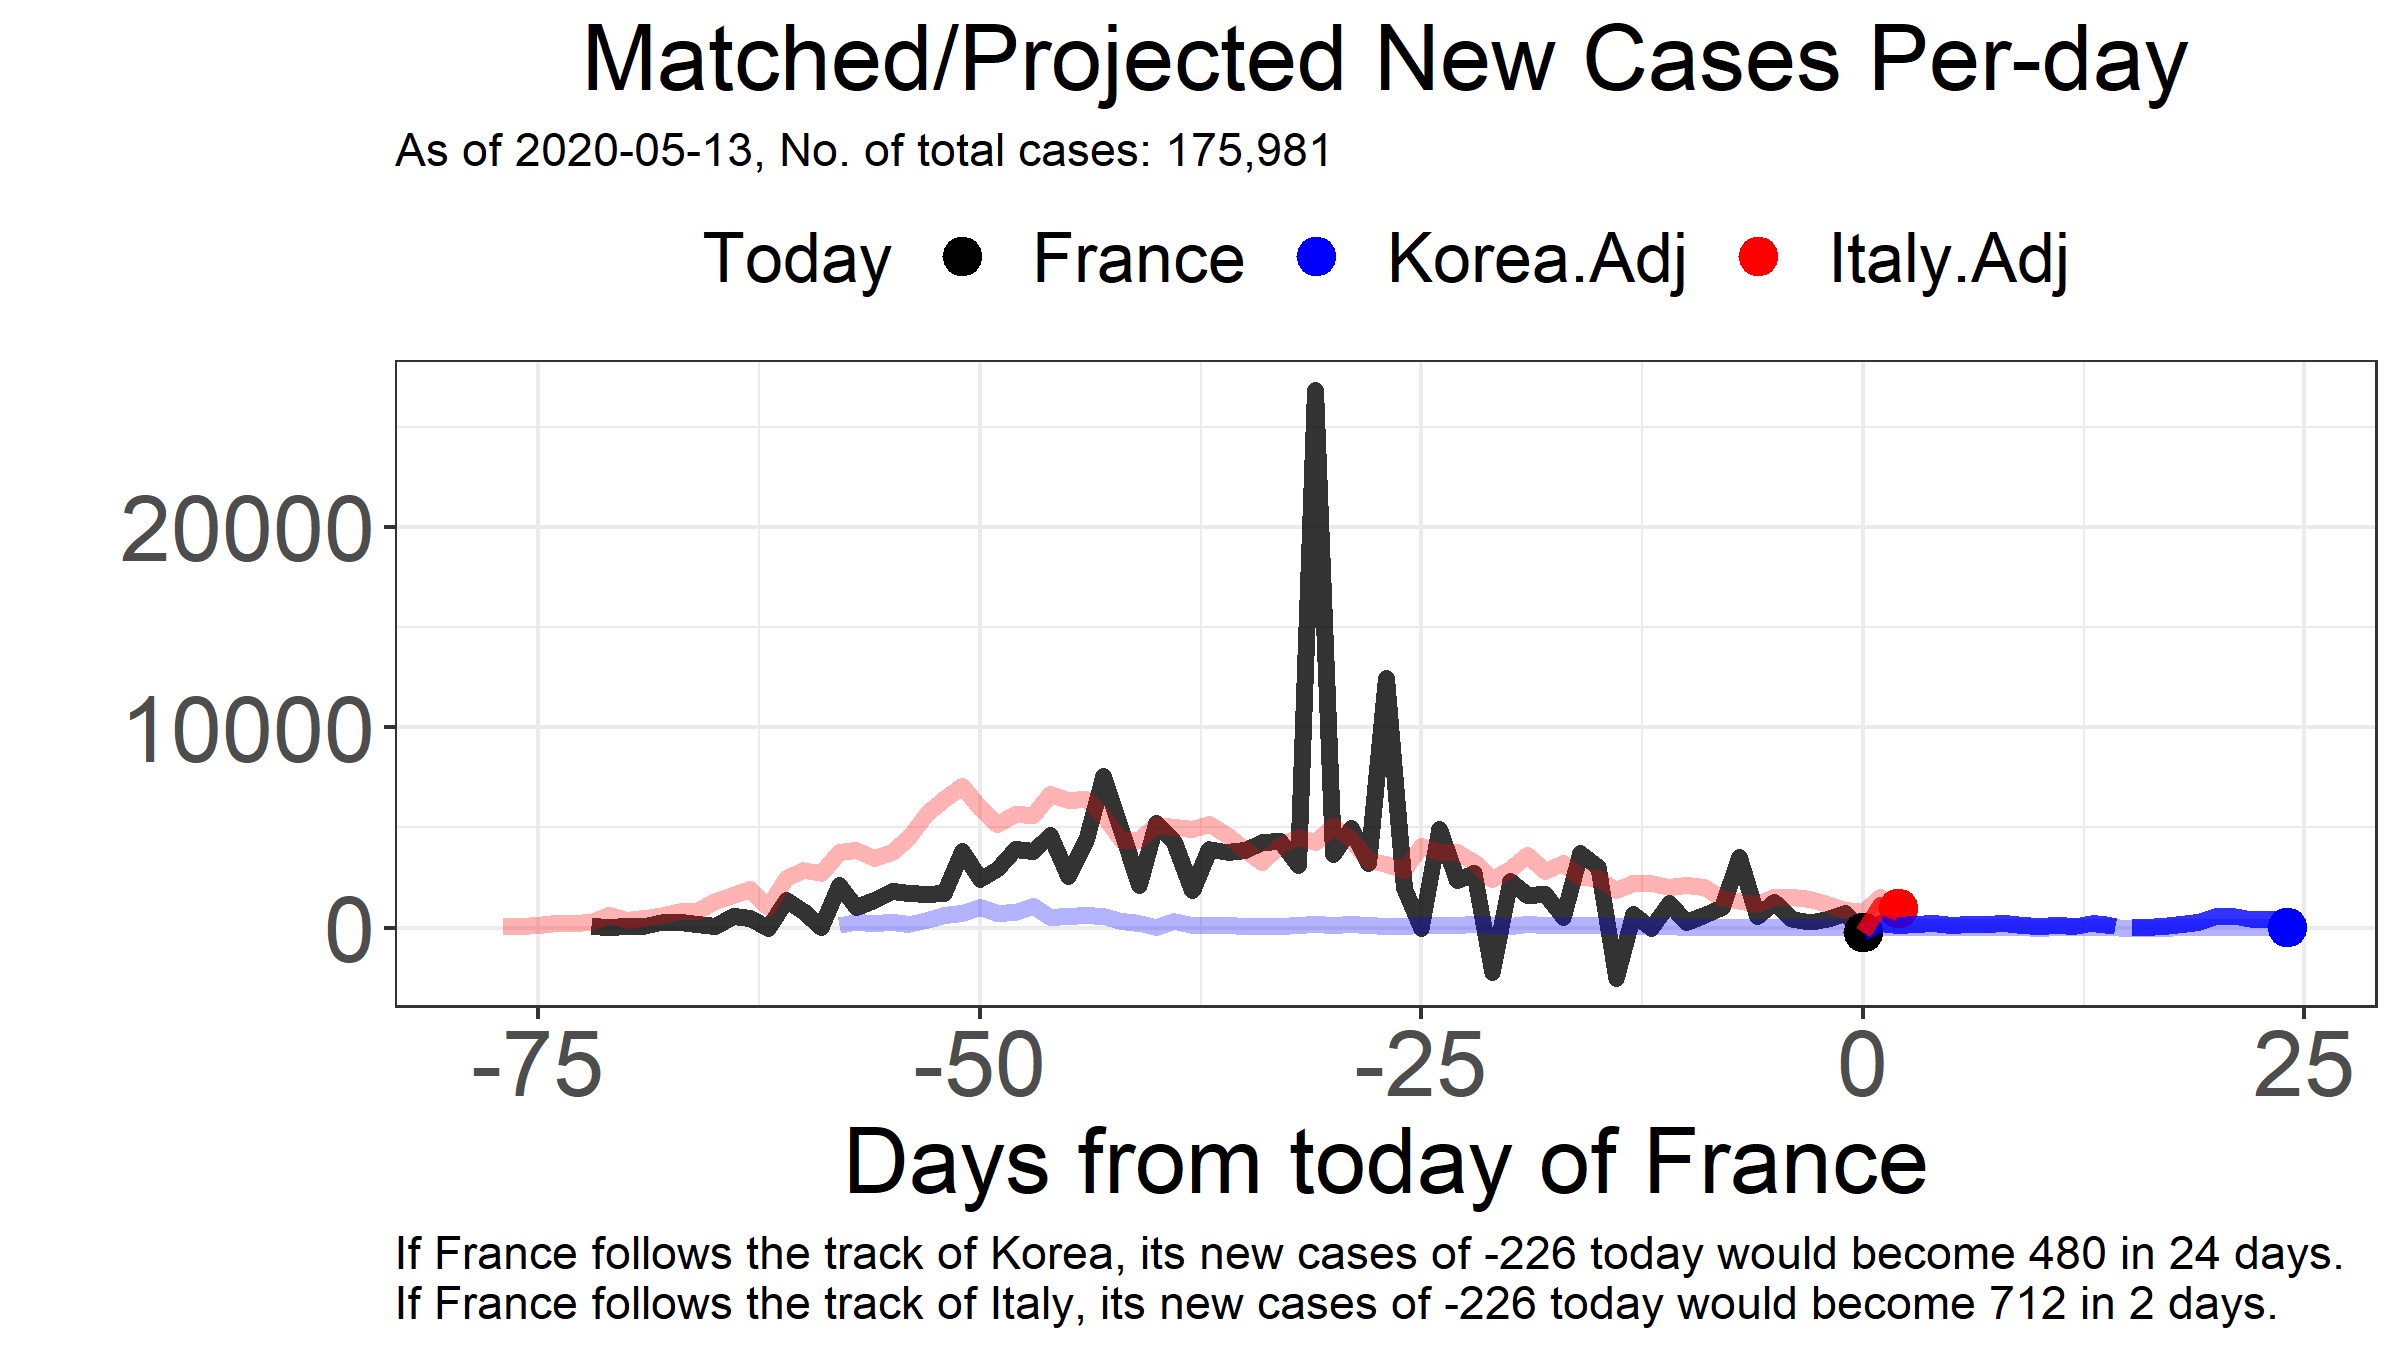 Matched/Projected New Cases Per-day
As of 2020-05-13, No. of total cases: 175,981
Today France Korea.Adj Italy.Adj
20000
10000
0
-75 -50 -25 0 25
Days from today of France
If France follows the track of Korea, its new cases of -226 today would become 480 in 24 days.
If France follows the track of Italy, its new cases of -226 today would become 712 in 2 days.